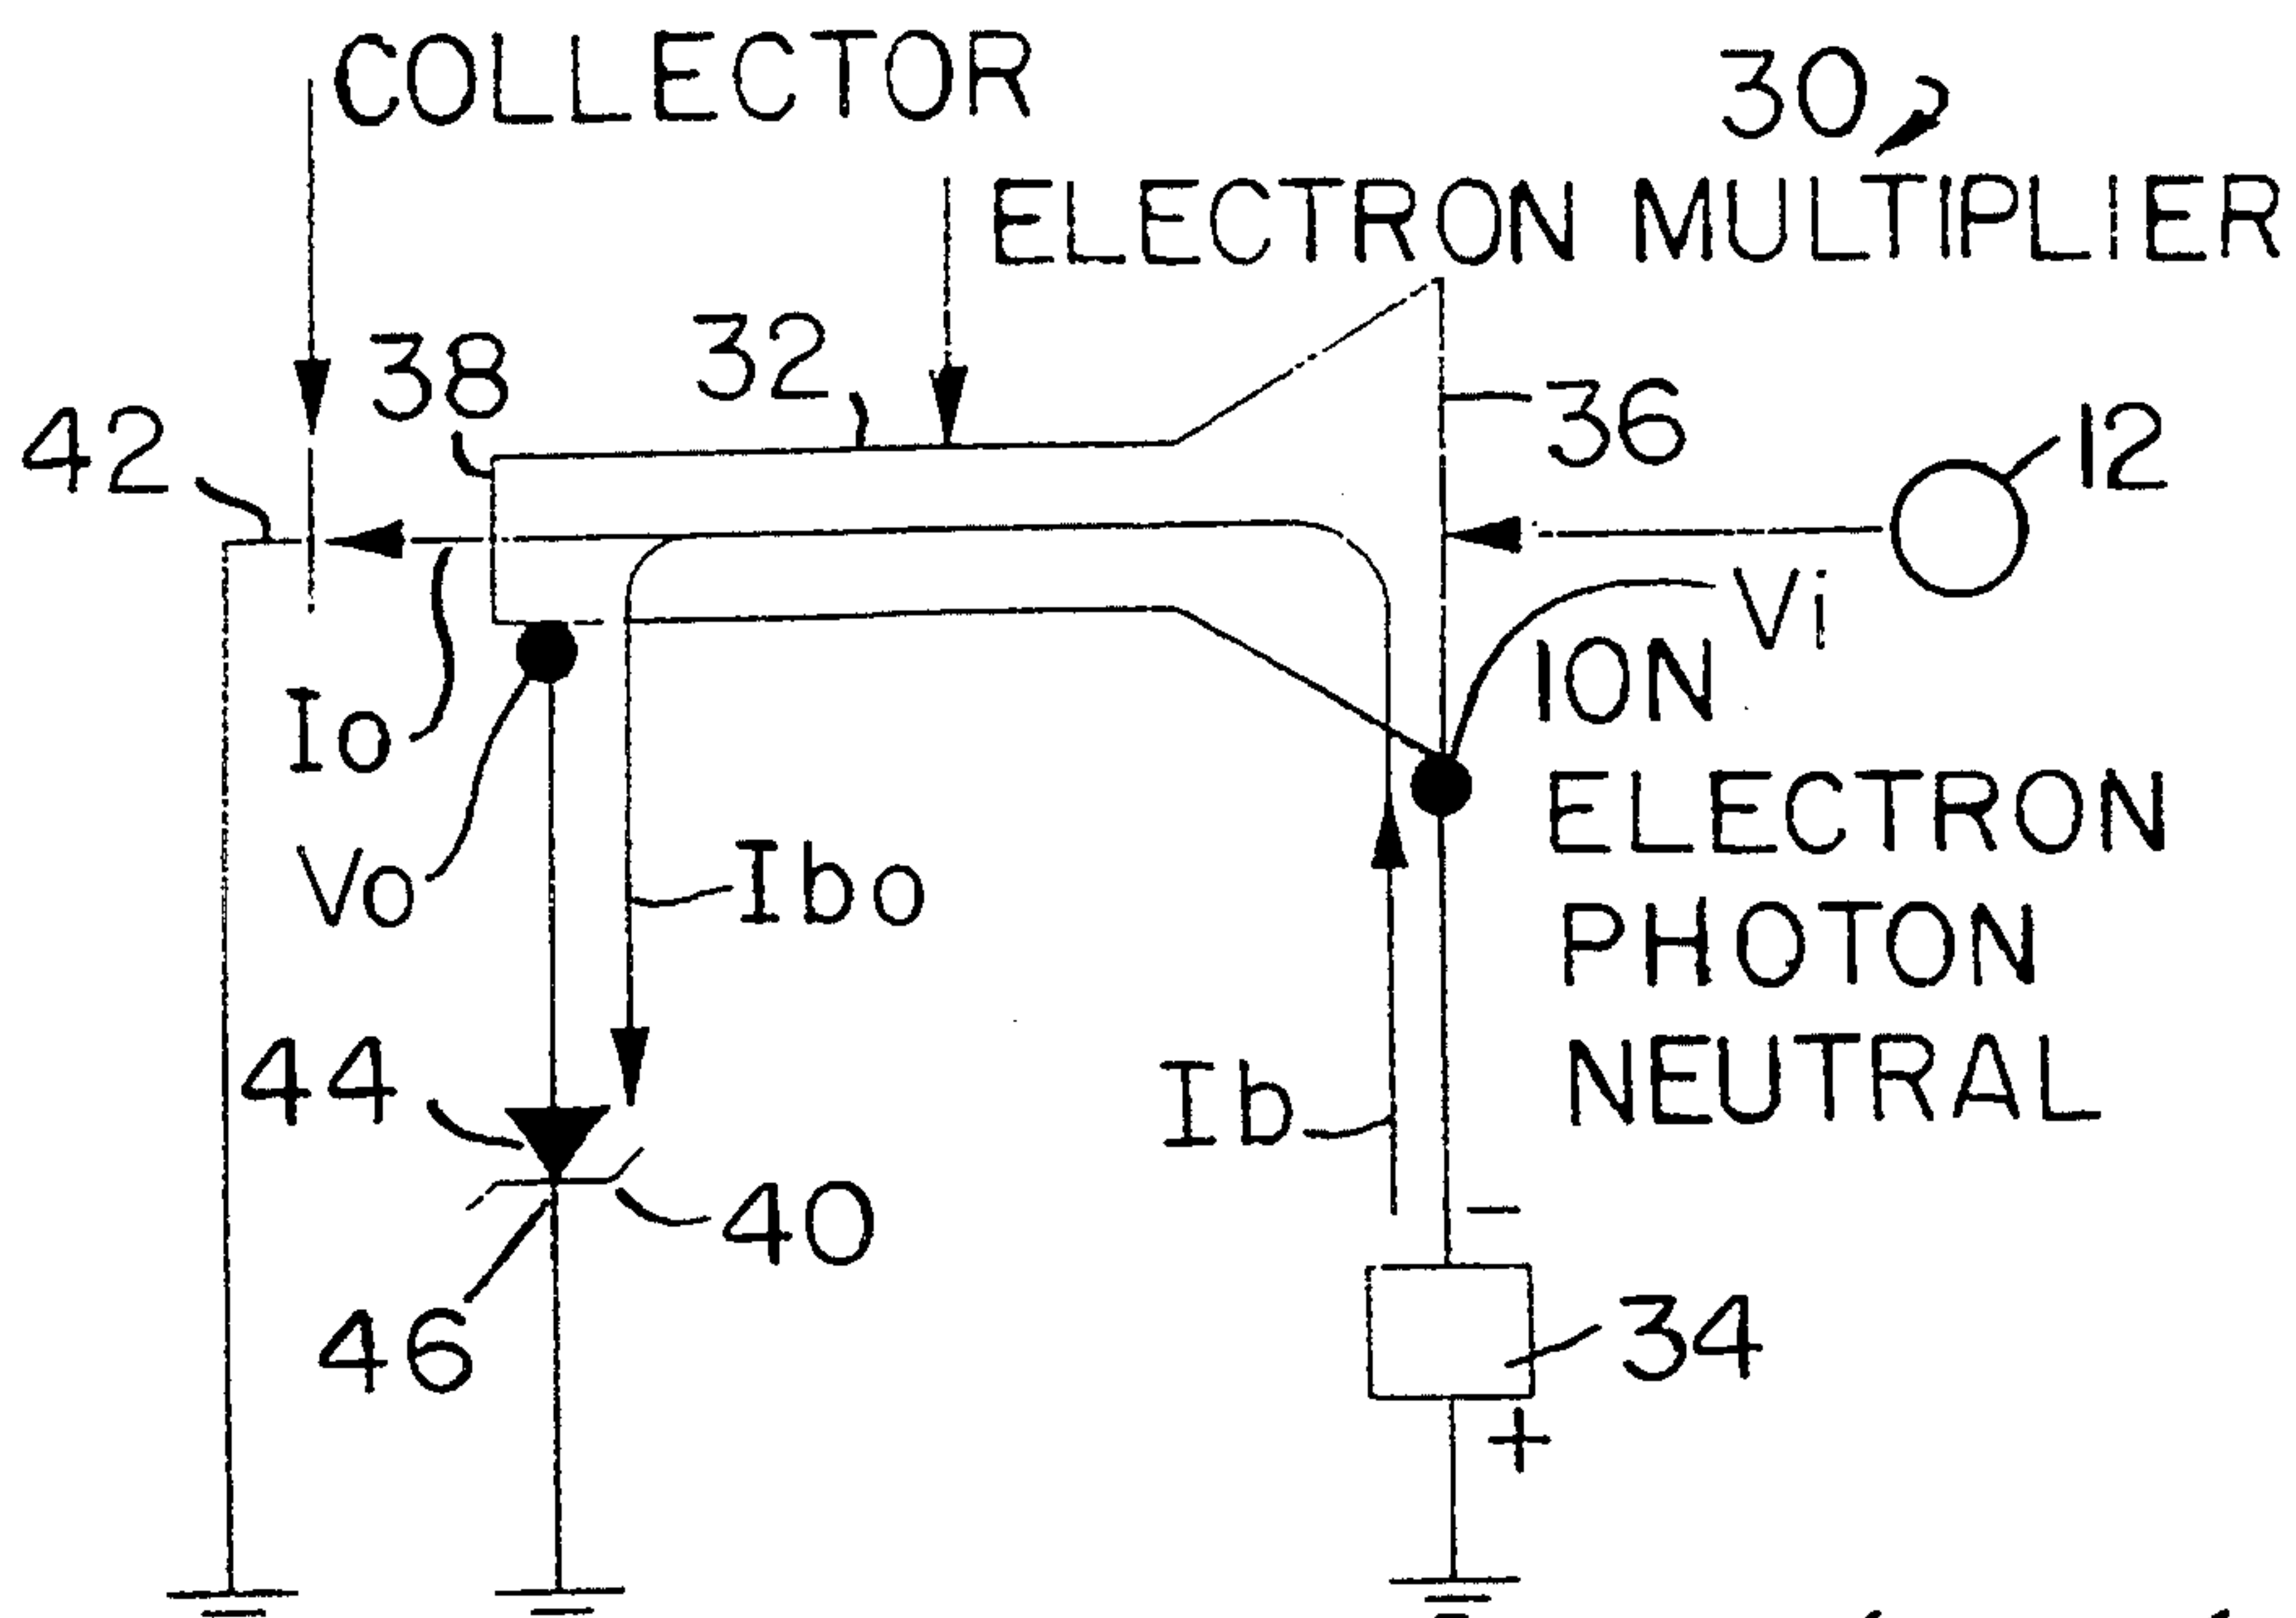 COLLECTOR
30
ELECTRON MULTIPLIER
38
32
36
42
12
Vi
Io
ION
ELECTRON
PHOTON
NEUTRAL
Vo
Ibo
44
Ib
−
40
46
34
+